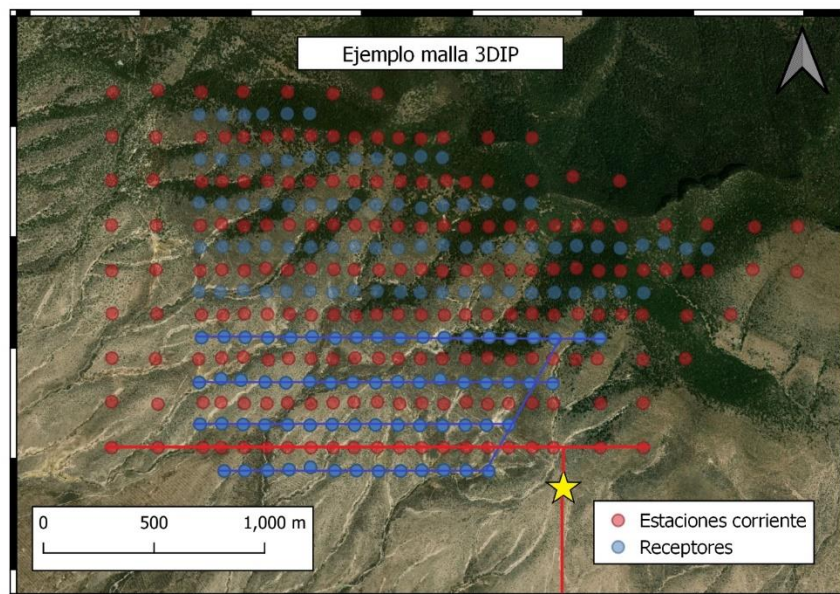 Ejemplo malla 3DIP
0 500 1,000 m
Estaciones corriente
Receptores